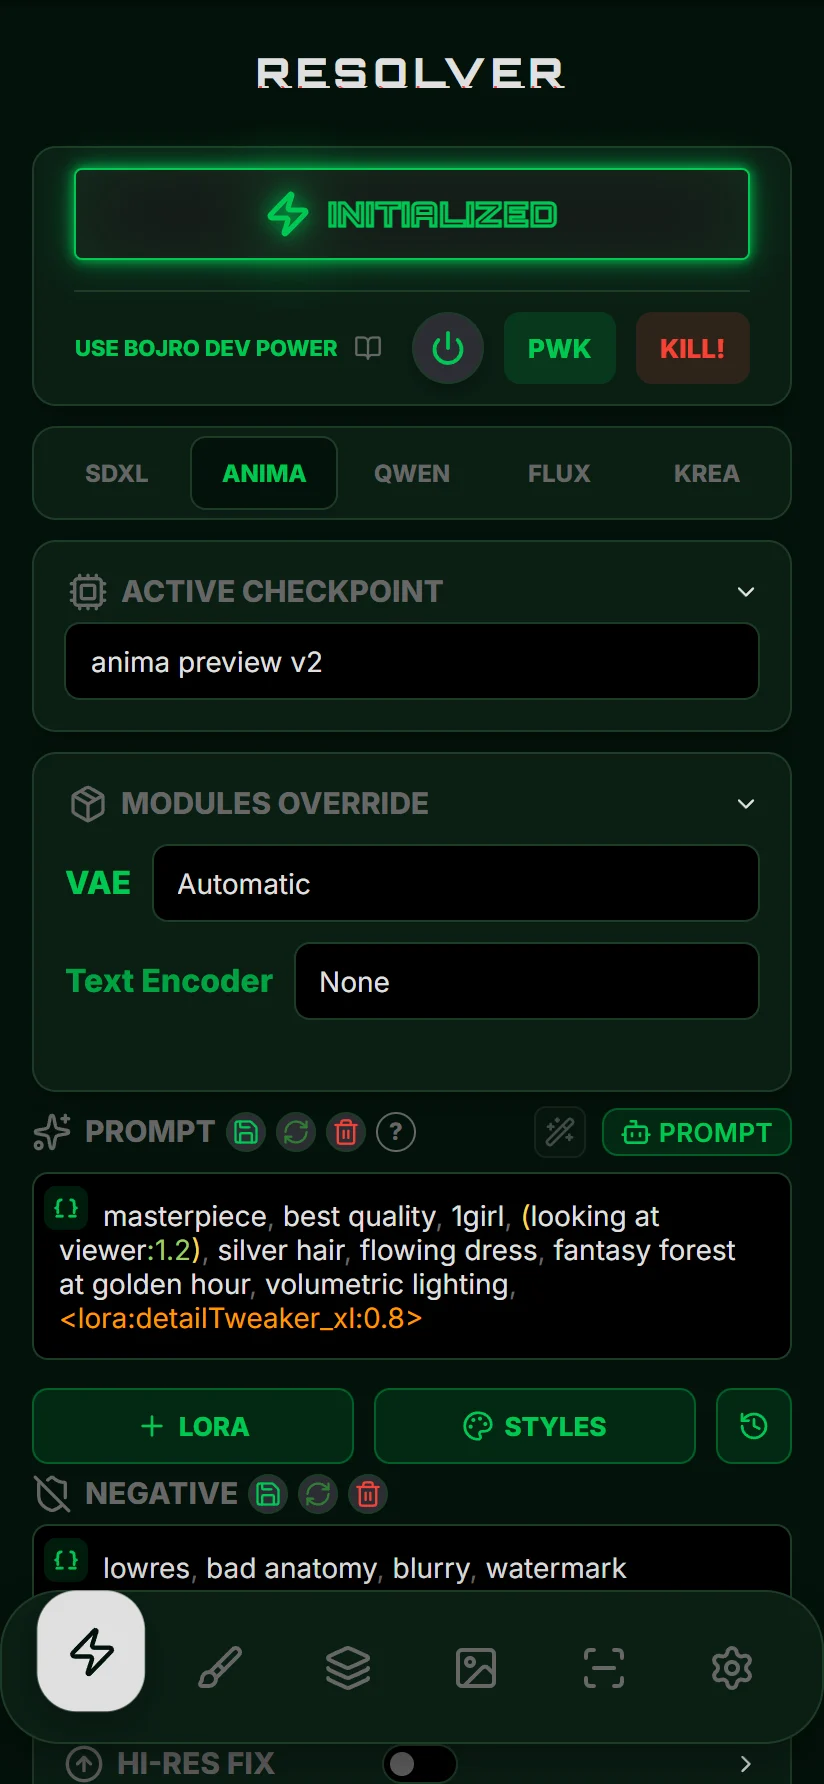 RESOLVER
INITIALIZED
USE BOJRO DEV POWER
PWK
KILL!
SDXL
ANIMA
QWEN
FLUX
KREA
ACTIVE CHECKPOINT
anima preview v2
MODULES OVERRIDE
VAE
Automatic
Text Encoder
None
PROMPT
?
PROMPT
{} masterpiece, best quality, 1girl, (looking at
viewer:1.2), silver hair, flowing dress, fantasy forest
at golden hour, volumetric lighting,
<lora:detailTweaker_xl:0.8>
+ LORA
STYLES
NEGATIVE
{} lowres, bad anatomy, blurry, watermark
HI-RES FIX